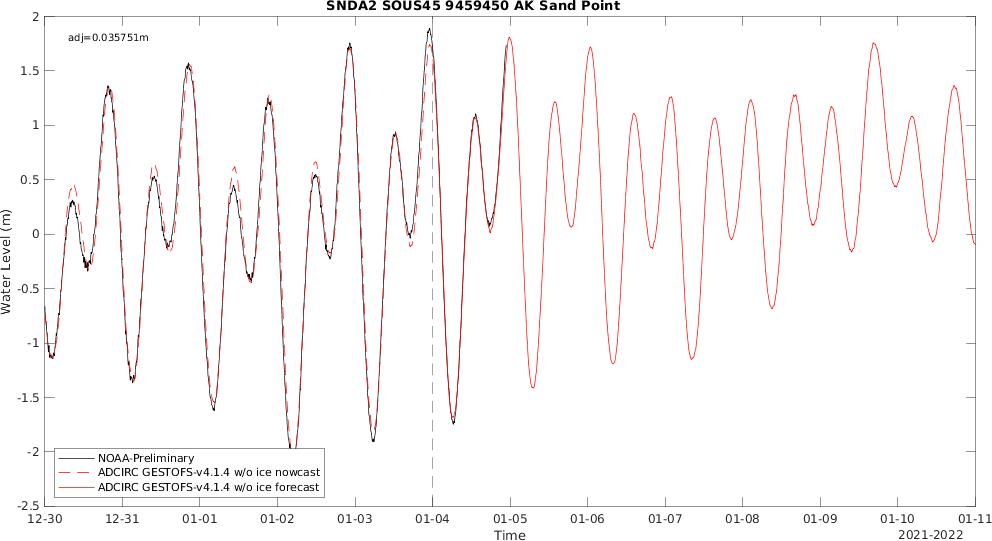 SNDA2 SOUS45 9459450 AK Sand Point
adj=0.035751m
2
1.5
1
0.5
0
-0.5
-1
-1.5
-2
-2.5
Water Level (m)
NOAA-Preliminary
ADCIRC GESTOFS-v4.1.4 w/o ice nowcast
ADCIRC GESTOFS-v4.1.4 w/o ice forecast
12-30 12-31 01-01 01-02 01-03 01-04 01-05 01-06 01-07 01-08 01-09 01-10 01-11
Time
2021-2022